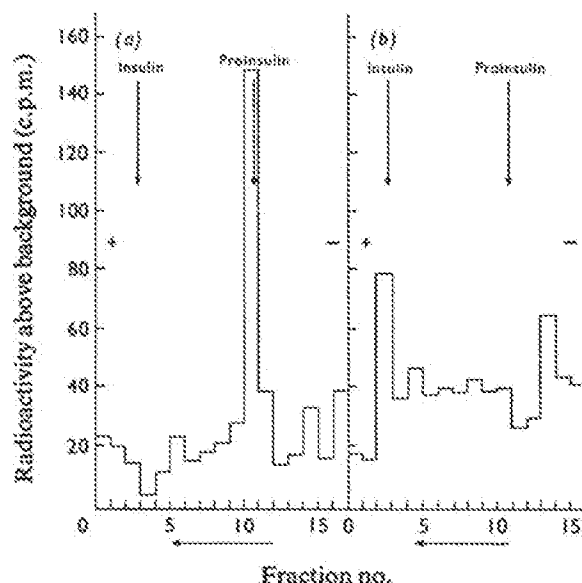 Radioactivity above background (c.p.m.)
160
140
120
100
80
60
40
20
(a)
Insulin
Proinsulin
+
−
(b)
Insulin
Proinsulin
+
−
0 5 10 15 0 5 10 15
Fraction no.